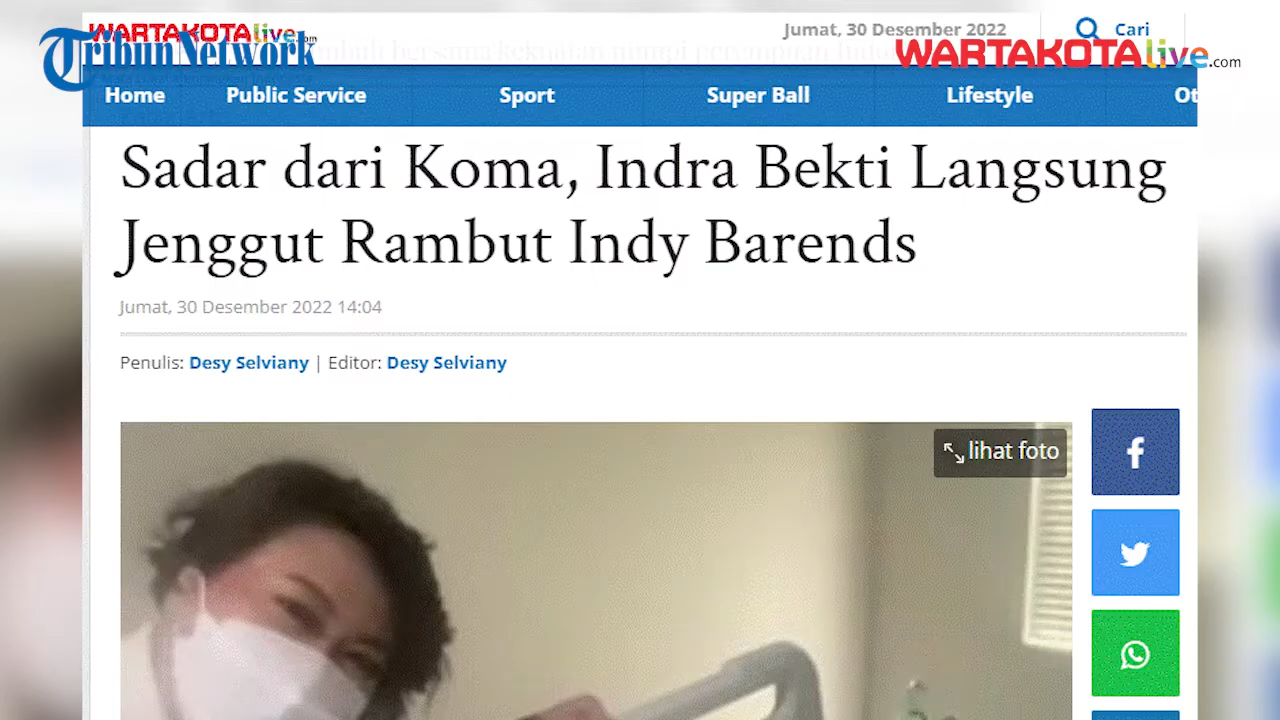 WARTAKOTAlive.com
Tribun Network
Jumat, 30 Desember 2022
Cari
WARTAKOTAlive.com
Home
Public Service
Sport
Super Ball
Lifestyle
Ot
Sadar dari Koma, Indra Bekti Langsung
Jenggut Rambut Indy Barends
Jumat, 30 Desember 2022 14:04
Penulis: Desy Selviany | Editor: Desy Selviany
lihat foto